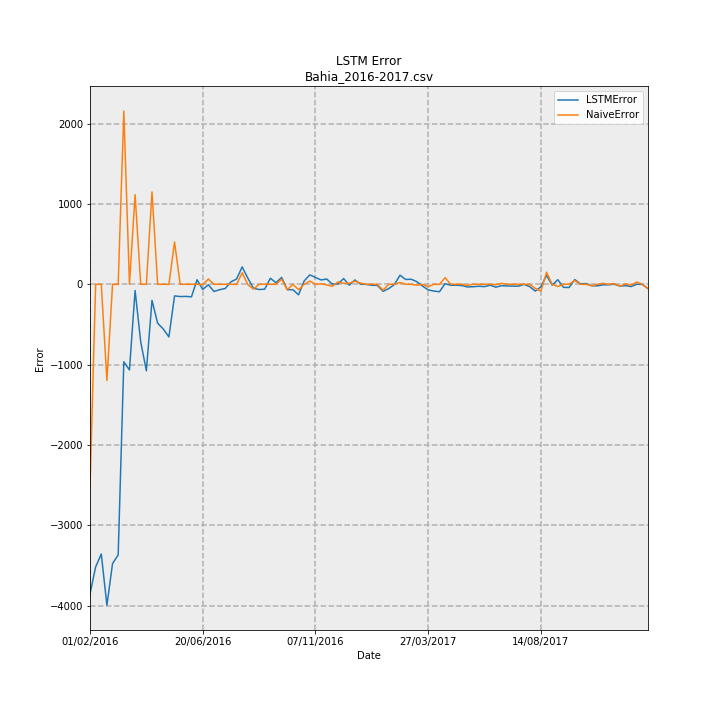 LSTM Error
Bahia_2016-2017.csv
LSTMError
NaiveError
2000
1000
0
−1000
−2000
−3000
−4000
Error
01/02/2016
20/06/2016
07/11/2016
27/03/2017
14/08/2017
Date